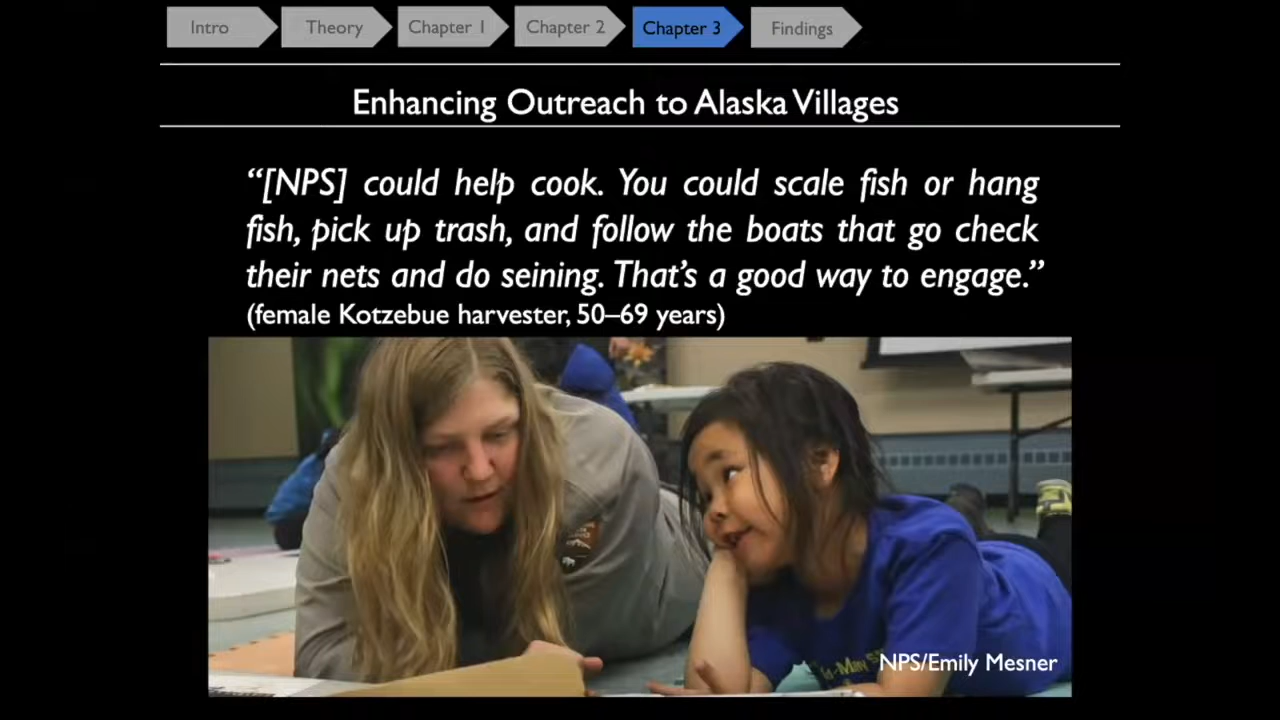 Intro
Theory
Chapter 1
Chapter 2
Chapter 3
Findings
Enhancing Outreach to Alaska Villages
“[NPS] could help cook. You could scale fish or hang
fish, pick up trash, and follow the boats that go check
their nets and do seining. That’s a good way to engage.”
(female Kotzebue harvester, 50–69 years)
NPS/Emily Mesner